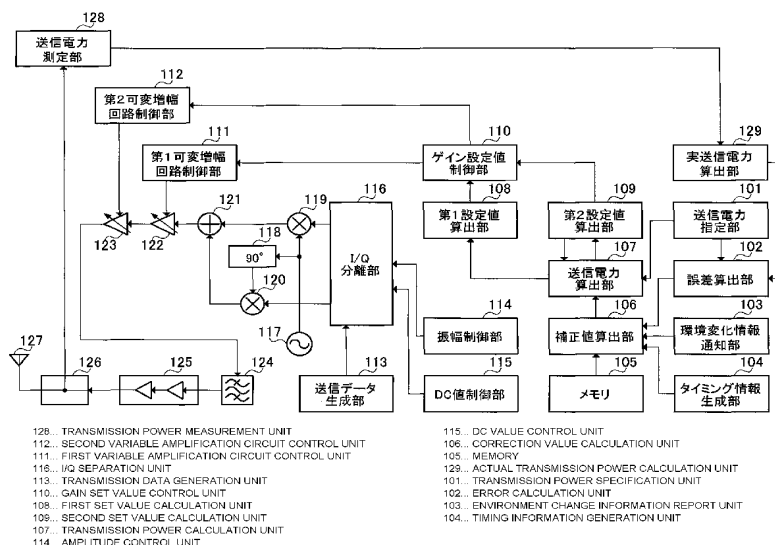 128
送信電力
測定部
112
第2可変増幅
回路制御部
111
第1可変増幅
回路制御部
110
ゲイン設定値
制御部
129
実送信電力
算出部
108
第1設定値
算出部
109
第2設定値
算出部
101
送信電力
指定部
123
122
121
119
116
I/Q
分離部
118
90°
120
117
107
送信電力
算出部
102
誤差算出部
114
振幅制御部
106
補正値算出部
103
環境変化情報
通知部
127
126
125
124
113
送信データ
生成部
115
DC値制御部
105
メモリ
104
タイミング情報
生成部
128... TRANSMISSION POWER MEASUREMENT UNIT
112... SECOND VARIABLE AMPLIFICATION CIRCUIT CONTROL UNIT
111... FIRST VARIABLE AMPLIFICATION CIRCUIT CONTROL UNIT
116... I/Q SEPARATION UNIT
113... TRANSMISSION DATA GENERATION UNIT
110... GAIN SET VALUE CONTROL UNIT
108... FIRST SET VALUE CALCULATION UNIT
109... SECOND SET VALUE CALCULATION UNIT
107... TRANSMISSION POWER CALCULATION UNIT
114... AMPLITUDE CONTROL UNIT
115... DC VALUE CONTROL UNIT
106... CORRECTION VALUE CALCULATION UNIT
105... MEMORY
129... ACTUAL TRANSMISSION POWER CALCULATION UNIT
101... TRANSMISSION POWER SPECIFICATION UNIT
102... ERROR CALCULATION UNIT
103... ENVIRONMENT CHANGE INFORMATION REPORT UNIT
104... TIMING INFORMATION GENERATION UNIT